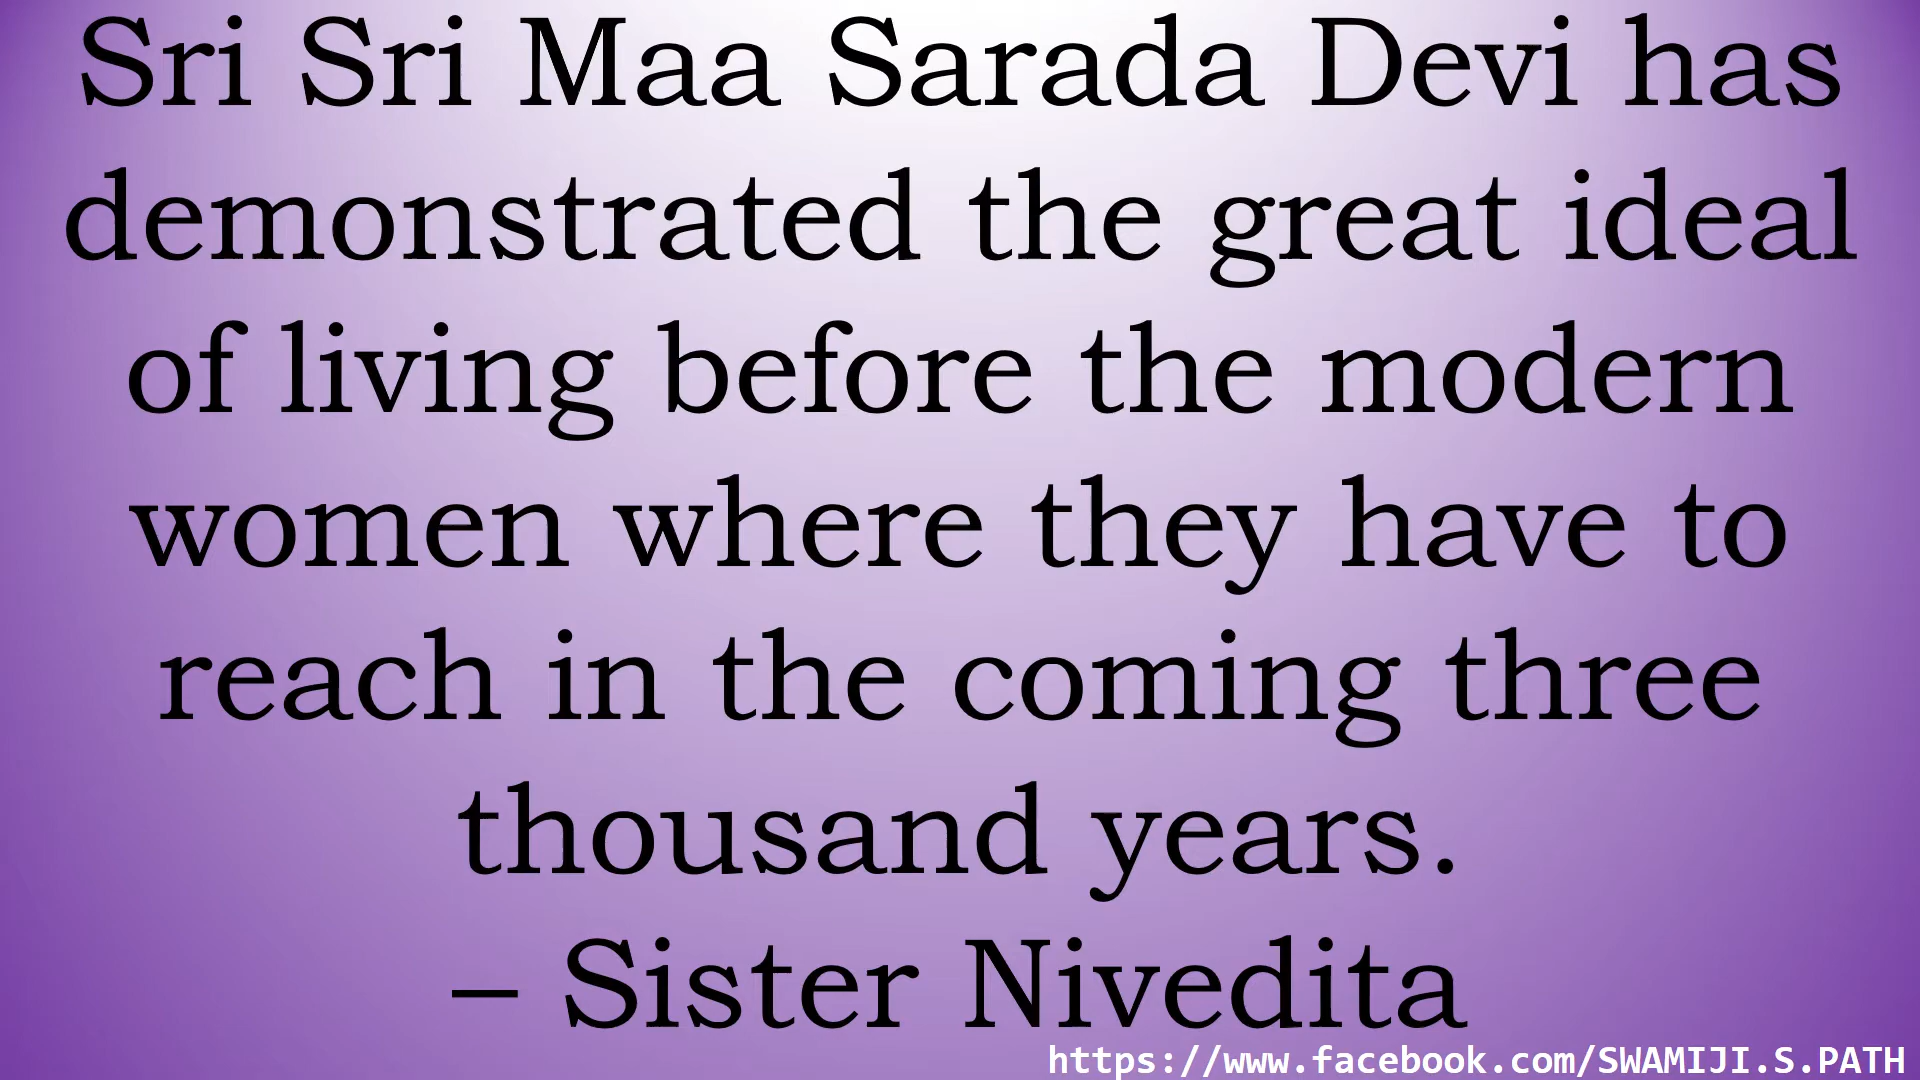 Sri Sri Maa Sarada Devi has
demonstrated the great ideal
of living before the modern
women where they have to
reach in the coming three
thousand years.
– Sister Nivedita
https://www.facebook.com/SWAMIJI.S.PATH